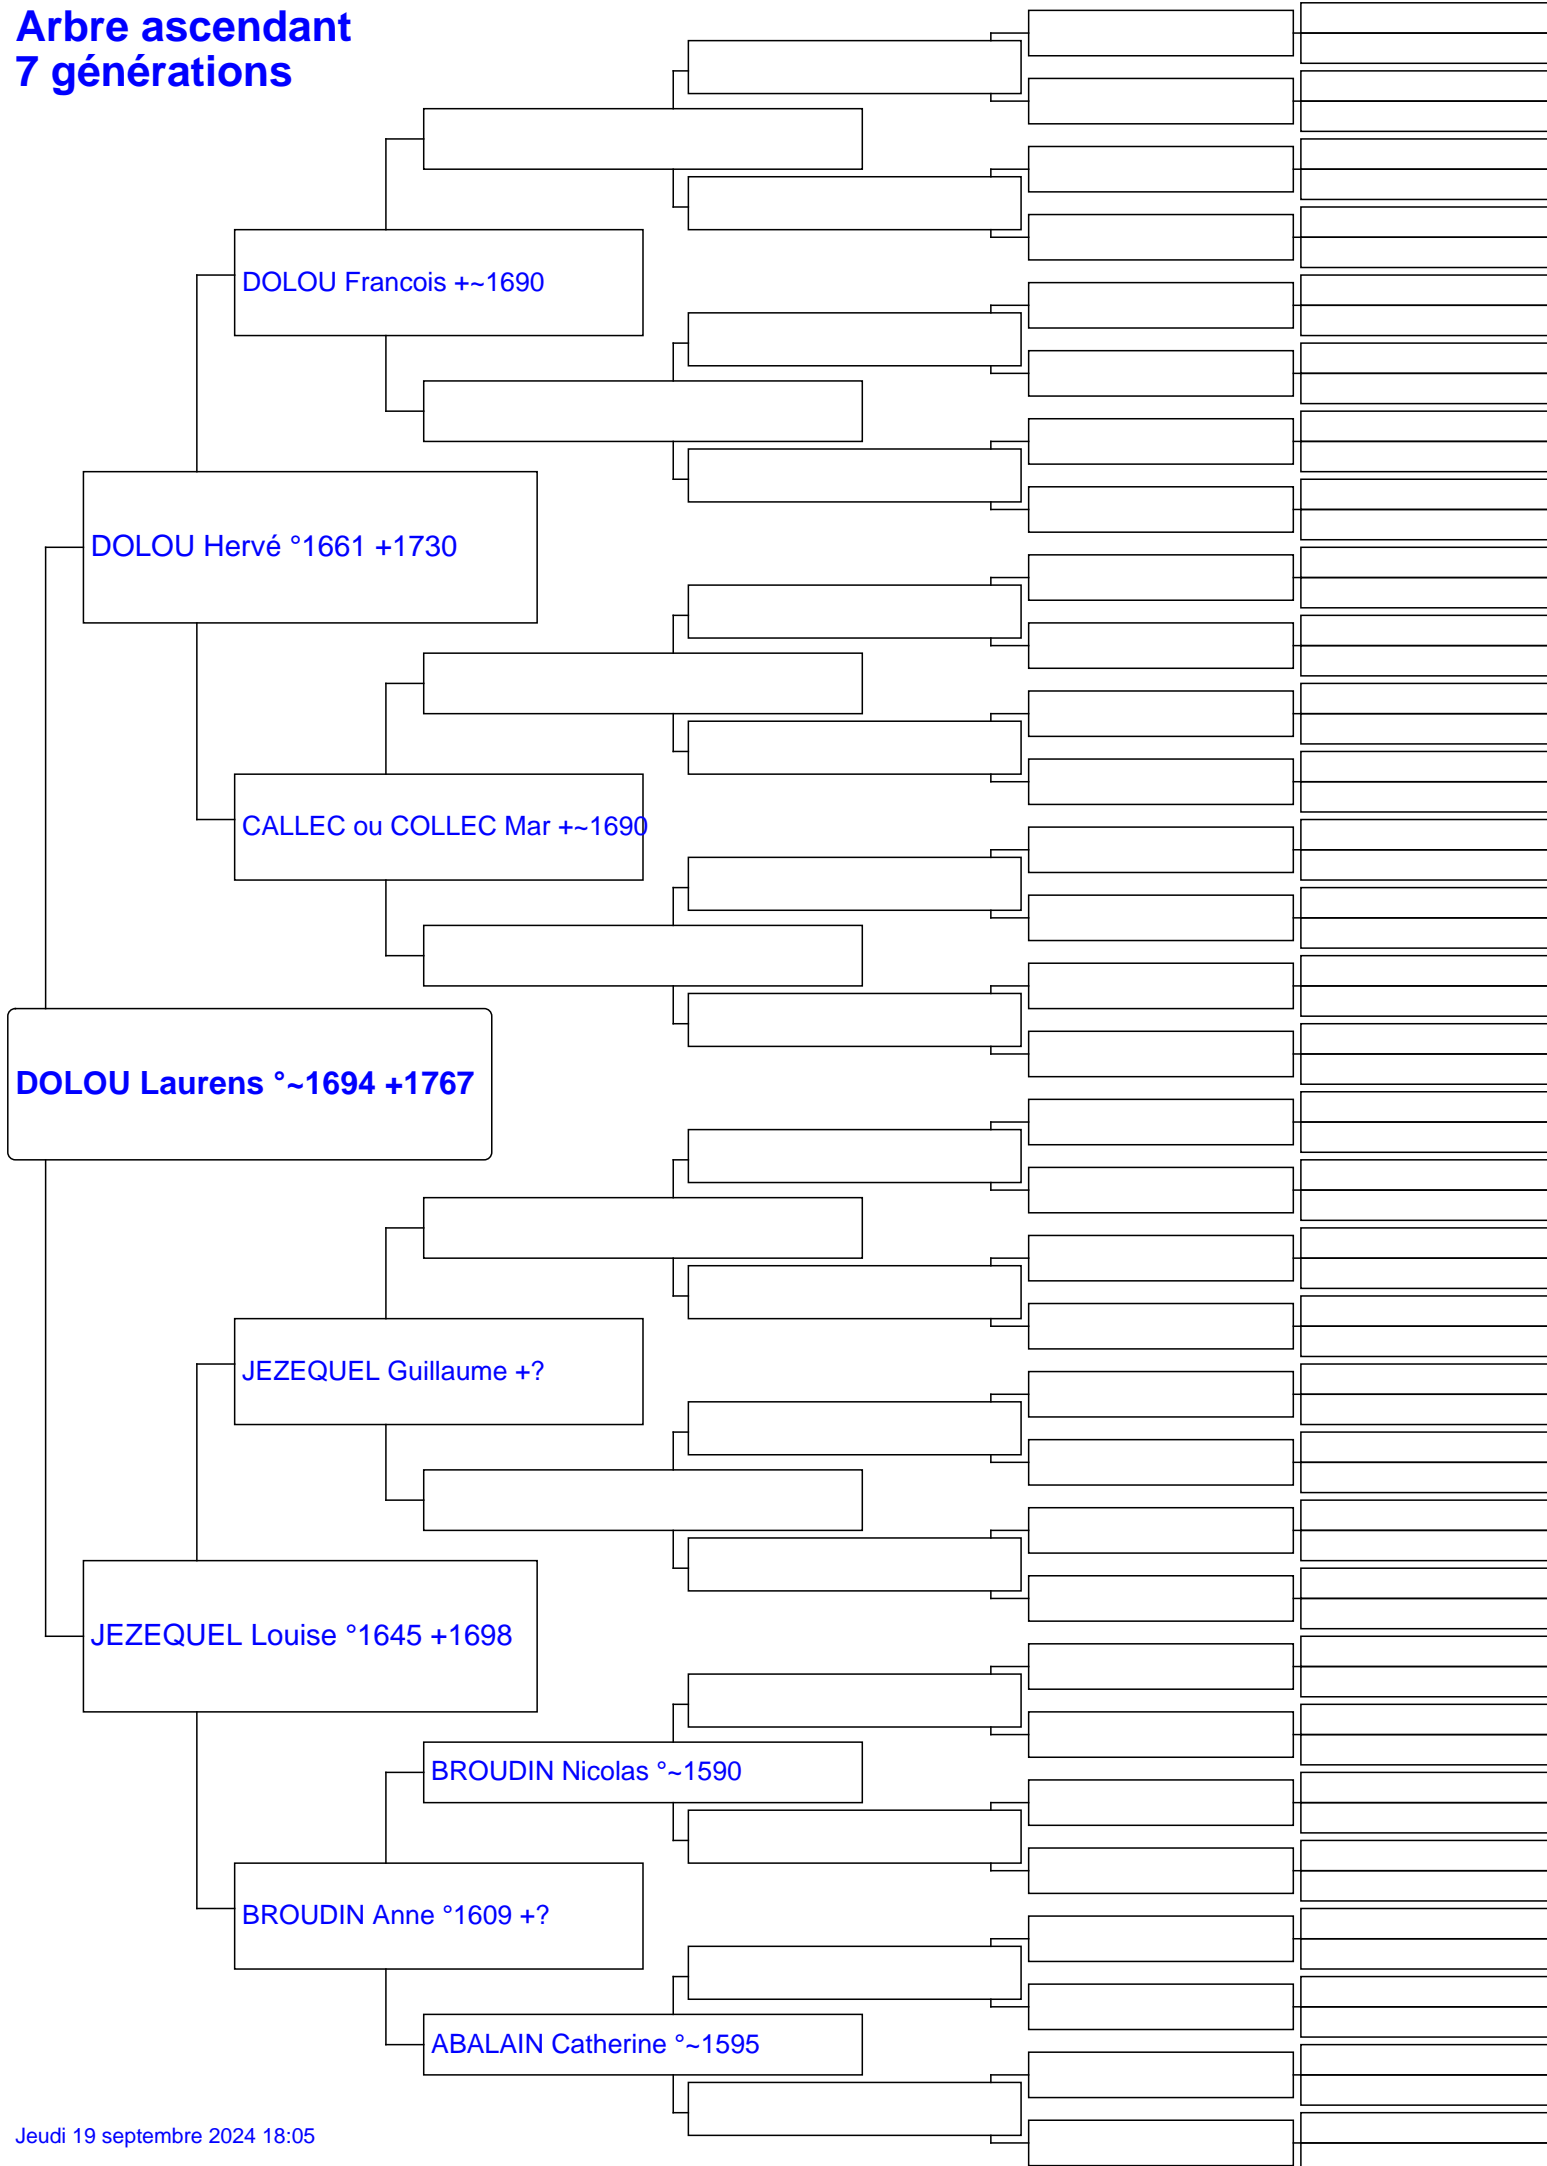 Arbre ascendant
7 générations
DOLOU Francois +~1690
DOLOU Hervé °1661 +1730
CALLEC ou COLLEC Mar +~1690
DOLOU Laurens °~1694 +1767
JEZEQUEL Guillaume +?
JEZEQUEL Louise °1645 +1698
BROUDIN Nicolas °~1590
BROUDIN Anne °1609 +?
ABALAIN Catherine °~1595
Jeudi 19 septembre 2024 18:05